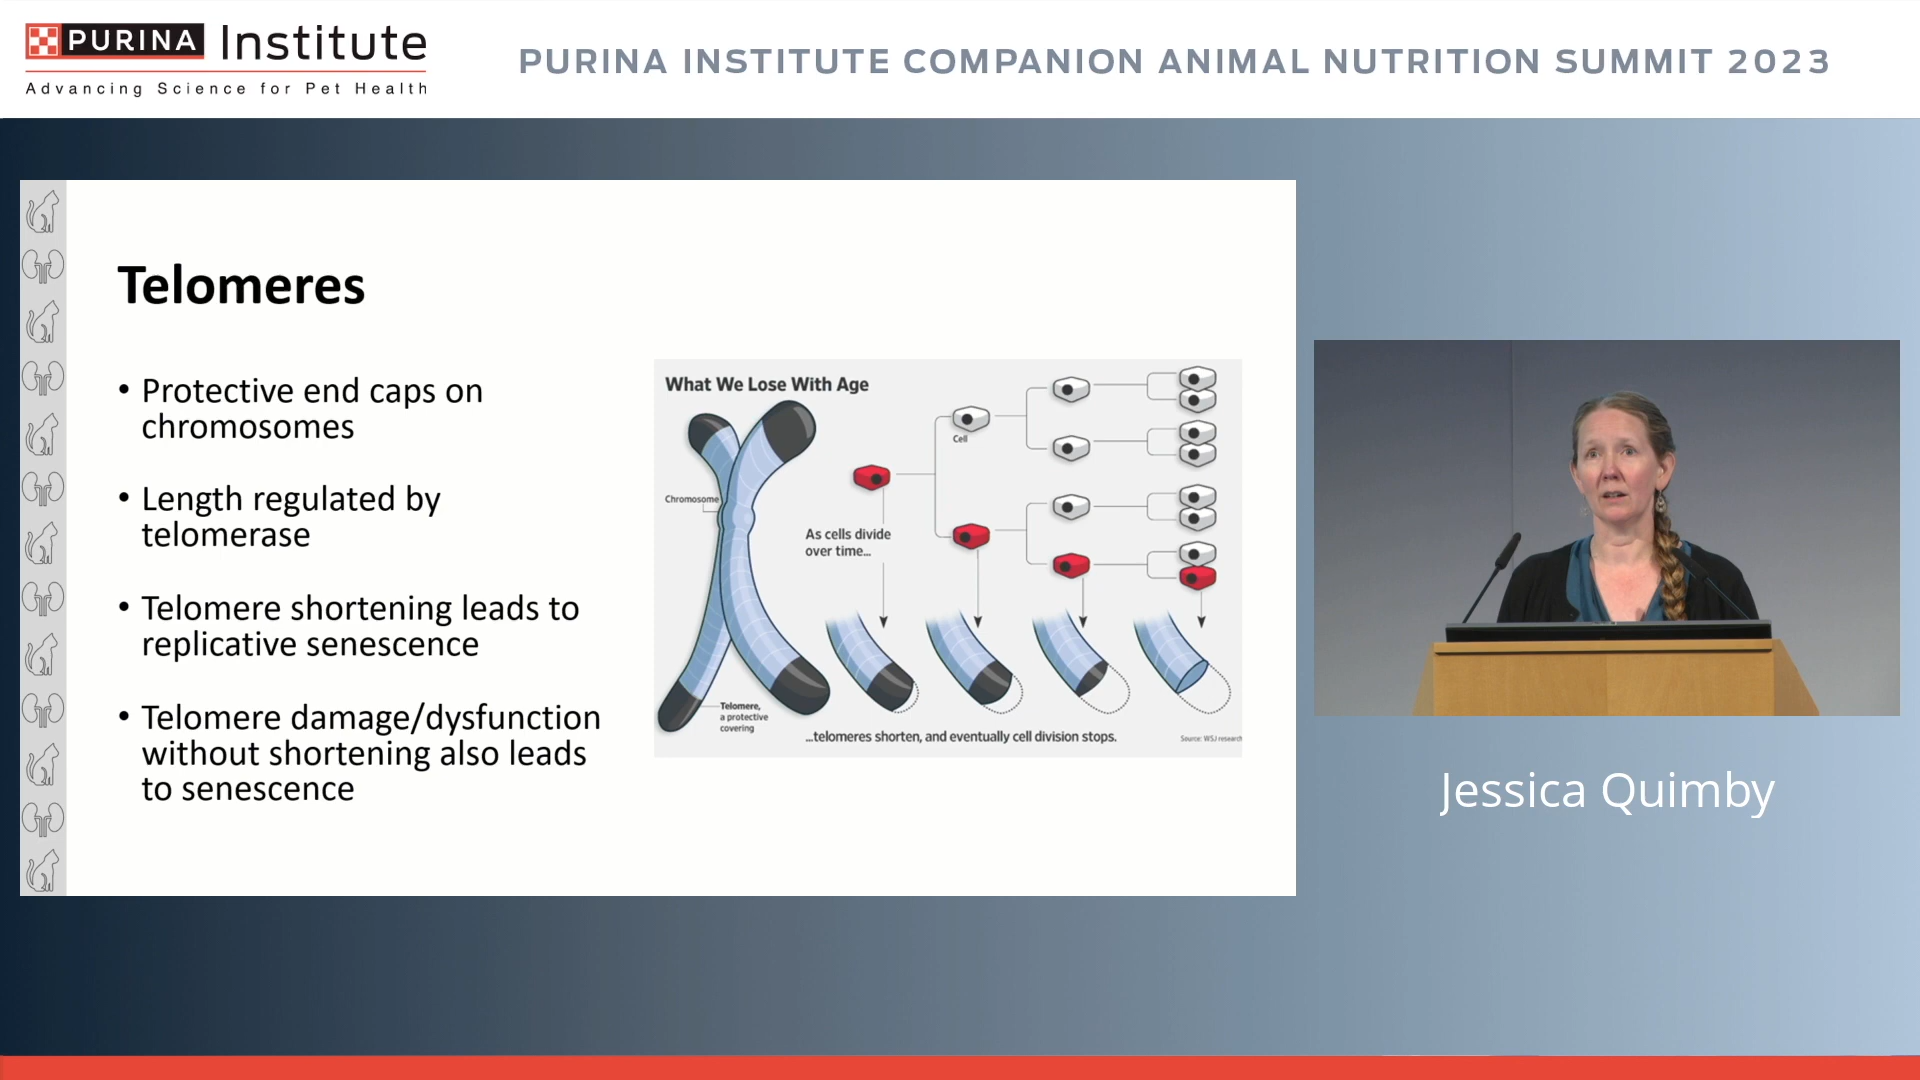 PURINA Institute
Advancing Science for Pet Health
PURINA INSTITUTE COMPANION ANIMAL NUTRITION SUMMIT 2023
Telomeres
• Protective end caps on
chromosomes
• Length regulated by
telomerase
• Telomere shortening leads to
replicative senescence
• Telomere damage/dysfunction
without shortening also leads
to senescence
What We Lose With Age
Cell
Chromosome
As cells divide
over time...
Telomere,
a protective
covering
...telomeres shorten, and eventually cell division stops.
Source: WSJ research
Jessica Quimby